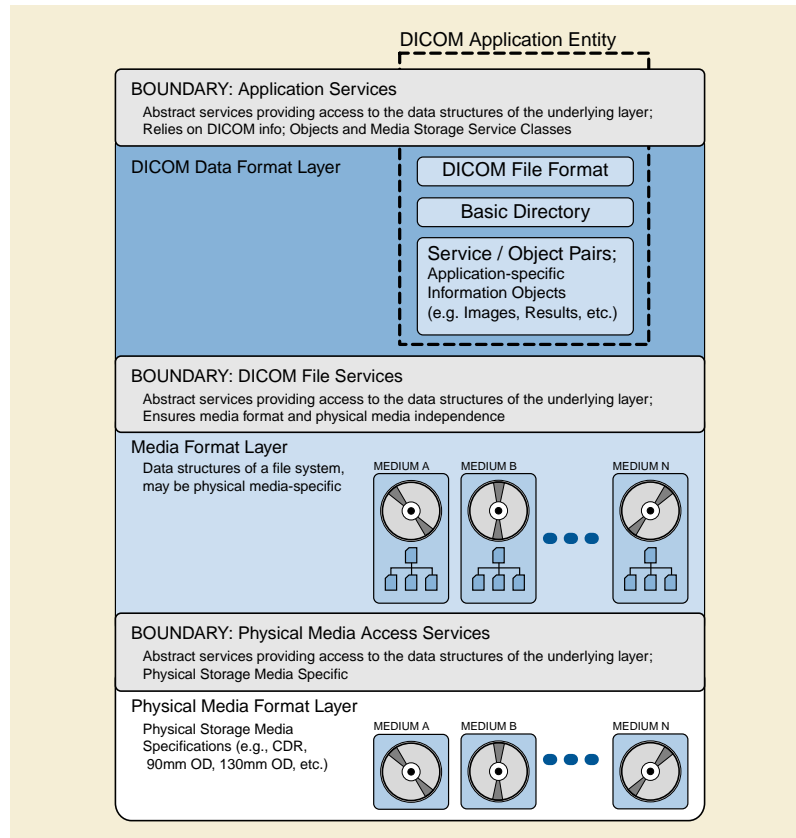 DICOM Application Entity
BOUNDARY: Application Services
Abstract services providing access to the data structures of the underlying layer;
Relies on DICOM info; Objects and Media Storage Service Classes
DICOM Data Format Layer
DICOM File Format
Basic Directory
Service / Object Pairs;
Application-specific
Information Objects
(e.g. Images, Results, etc.)
BOUNDARY: DICOM File Services
Abstract services providing access to the data structures of the underlying layer;
Ensures media format and physical media independence
Media Format Layer
Data structures of a file system,
may be physical media-specific
MEDIUM A
MEDIUM B
MEDIUM N
BOUNDARY: Physical Media Access Services
Abstract services providing access to the data structures of the underlying layer;
Physical Storage Media Specific
Physical Media Format Layer
Physical Storage Media
Specifications (e.g., CDR,
90mm OD, 130mm OD, etc.)
MEDIUM A
MEDIUM B
MEDIUM N